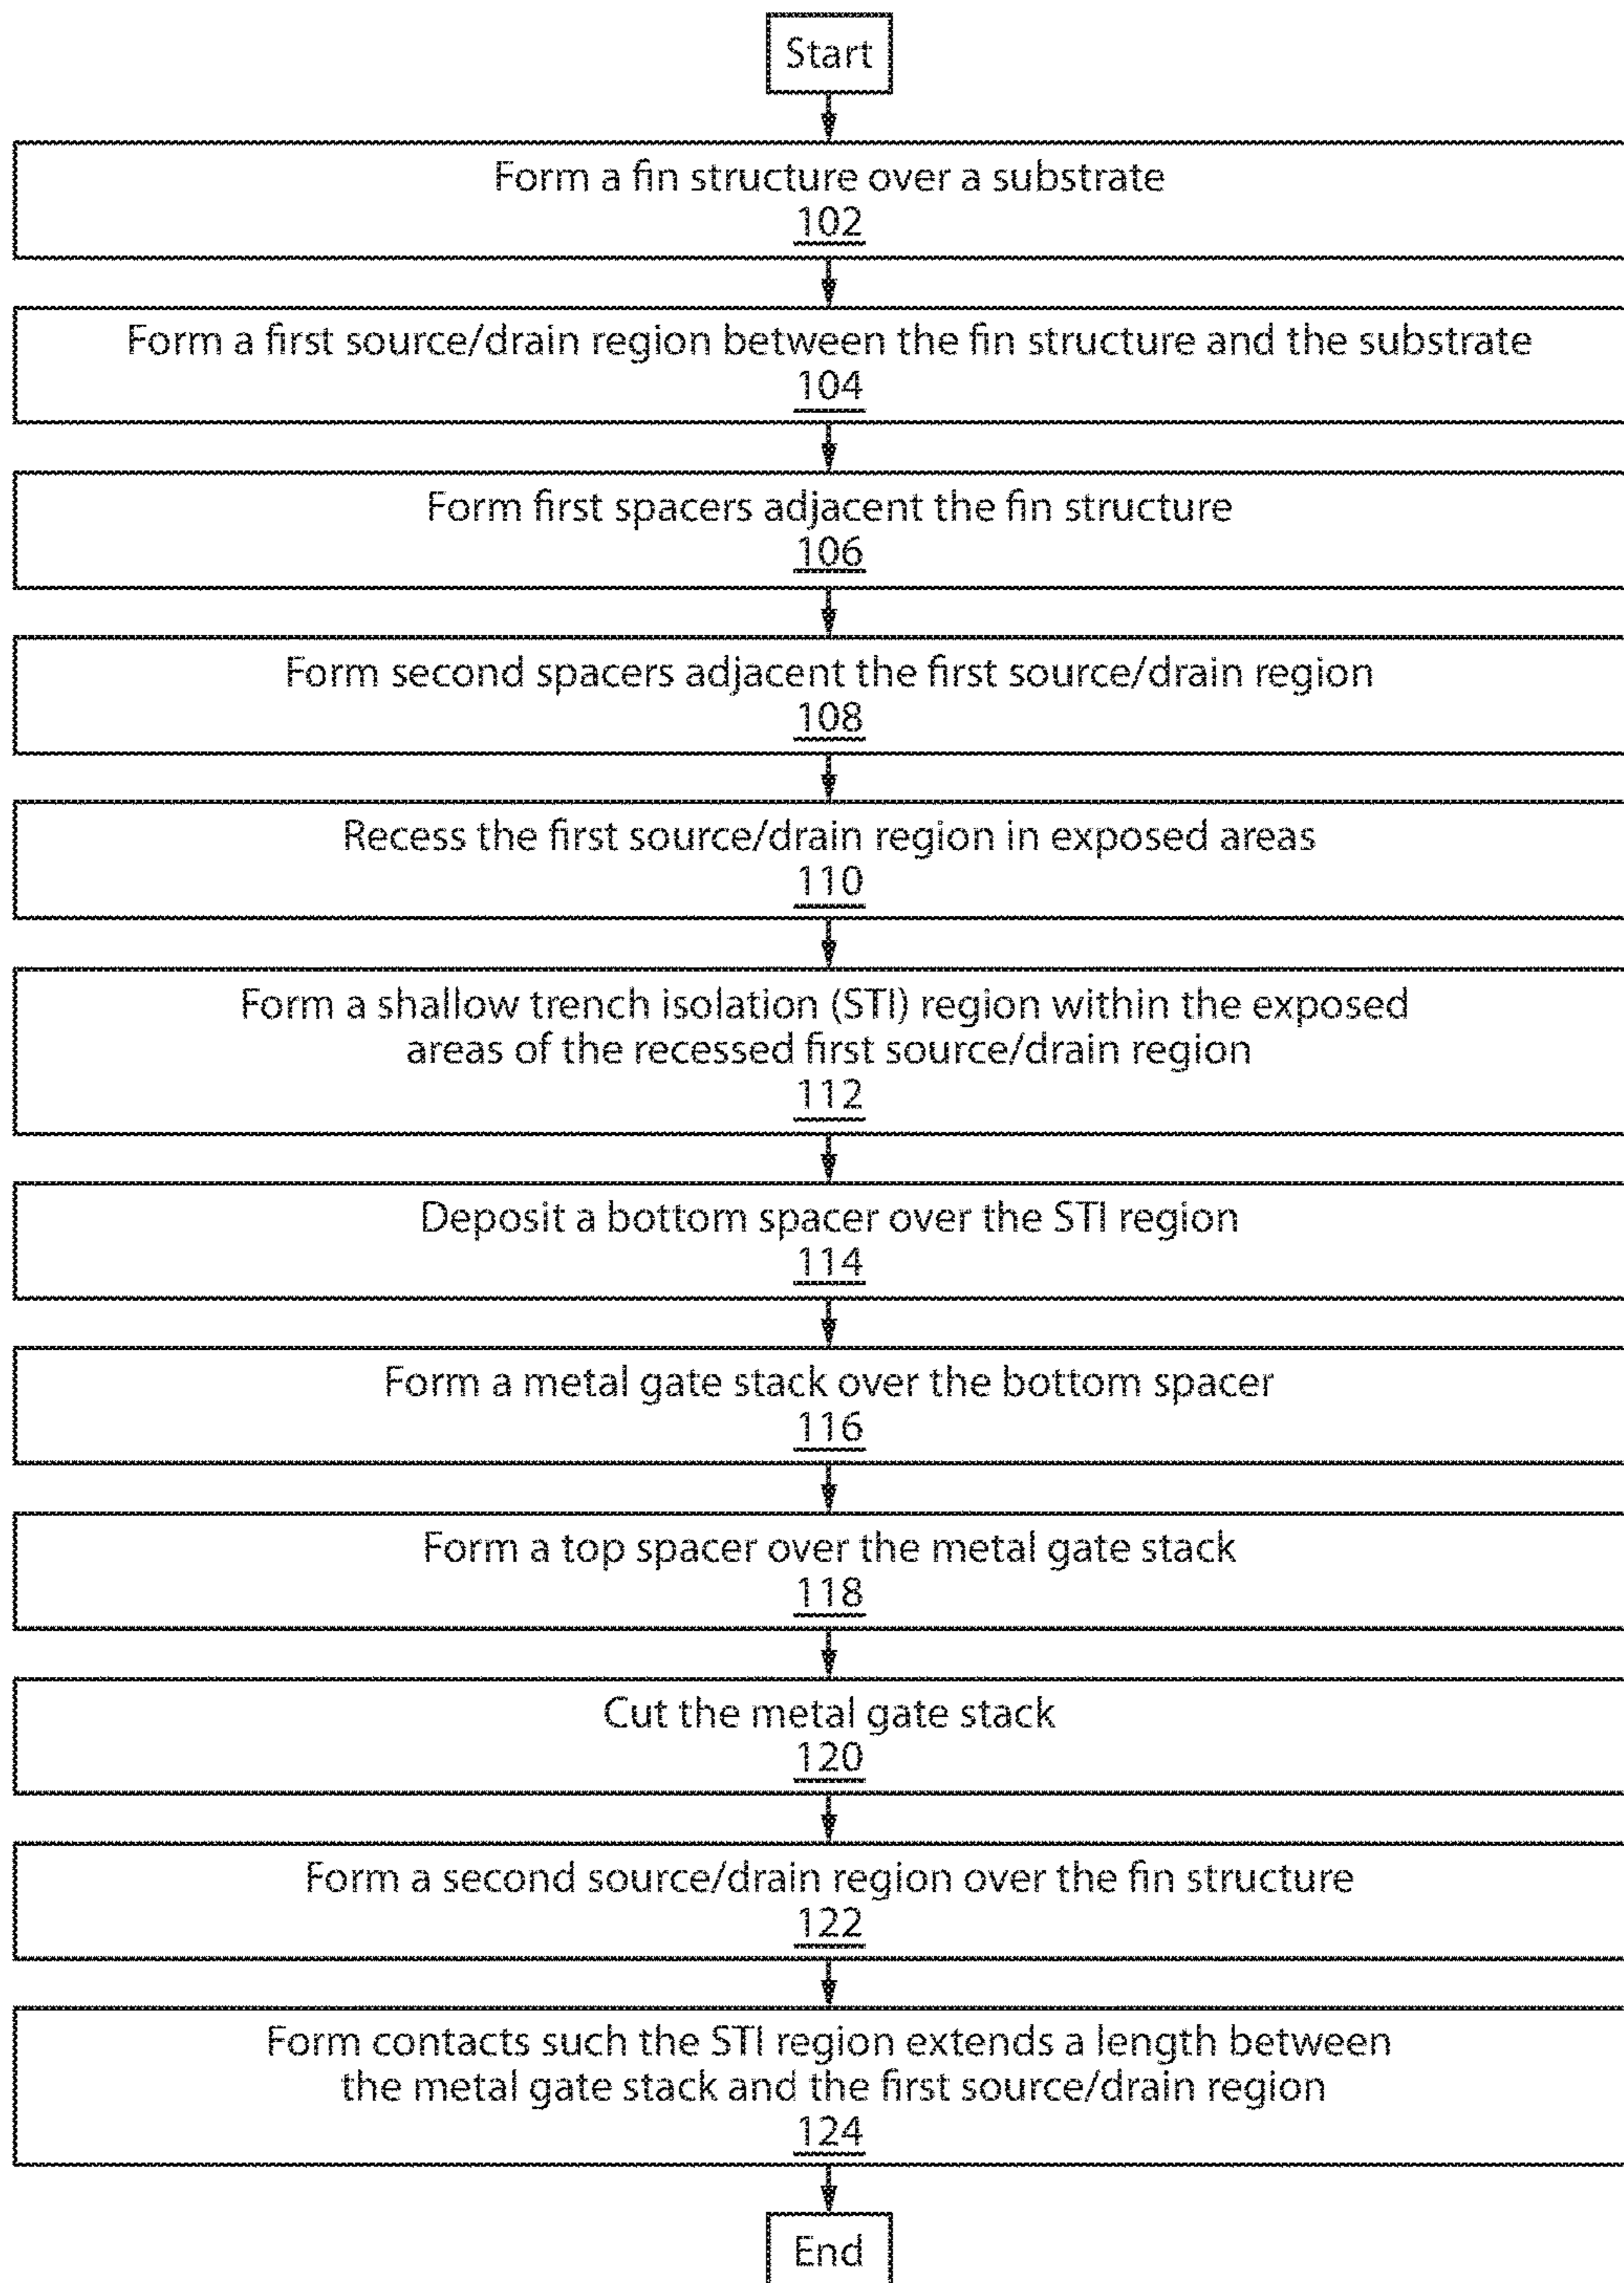 Start
Form a fin structure over a substrate
102
Form a first source/drain region between the fin structure and the substrate
104
Form first spacers adjacent the fin structure
106
Form second spacers adjacent the first source/drain region
108
Recess the first source/drain region in exposed areas
110
Form a shallow trench isolation (STI) region within the exposed
areas of the recessed first source/drain region
112
Deposit a bottom spacer over the STI region
114
Form a metal gate stack over the bottom spacer
116
Form a top spacer over the metal gate stack
118
Cut the metal gate stack
120
Form a second source/drain region over the fin structure
122
Form contacts such the STI region extends a length between
the metal gate stack and the first source/drain region
124
End